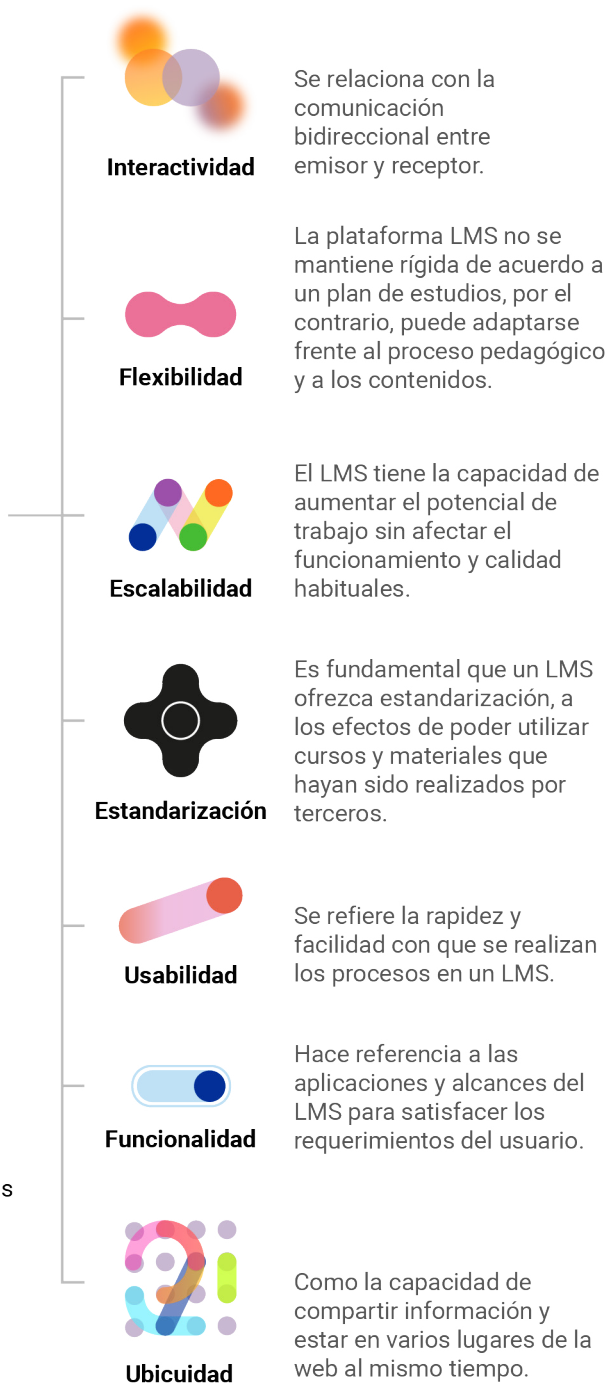 Se relaciona con la
comunicación
bidireccional entre
emisor y receptor.
Interactividad
La plataforma LMS no se
mantiene rígida de acuerdo a
un plan de estudios, por el
contrario, puede adaptarse
frente al proceso pedagógico
y a los contenidos.
Flexibilidad
El LMS tiene la capacidad de
aumentar el potencial de
trabajo sin afectar el
funcionamiento y calidad
habituales.
Escalabilidad
Es fundamental que un LMS
ofrezca estandarización, a
los efectos de poder utilizar
cursos y materiales que
hayan sido realizados por
terceros.
Estandarización
Se refiere la rapidez y
facilidad con que se realizan
los procesos en un LMS.
Usabilidad
Hace referencia a las
aplicaciones y alcances del
LMS para satisfacer los
requerimientos del usuario.
Funcionalidad
s
Como la capacidad de
compartir información y
estar en varios lugares de la
web al mismo tiempo.
Ubicuidad